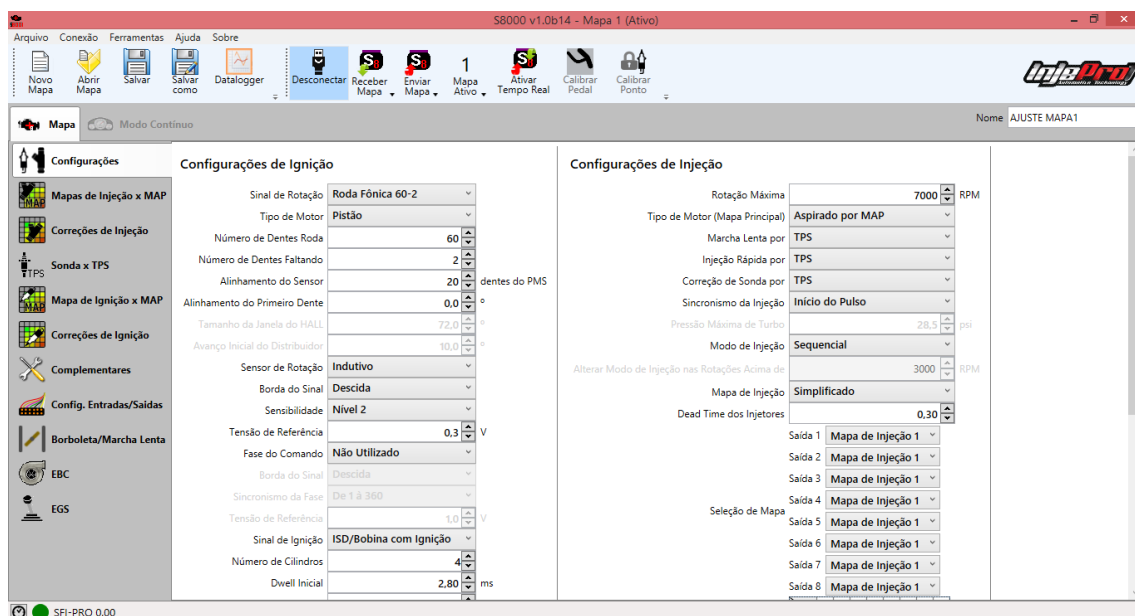 S8000 v1.0b14 - Mapa 1 (Ativo)
Arquivo Conexão Ferramentas Ajuda Sobre
Novo Mapa
Abrir Mapa
Salvar
Salvar como
Datalogger
Desconectar
Receber Mapa
Enviar Mapa
1
Mapa Ativo
Ativar Tempo Real
Calibrar Pedal
Calibrar Ponto
InjePro
Automotive Technology
Mapa
Modo Contínuo
Nome AJUSTE MAPA1
Configurações
Mapas de Injeção x MAP
Correções de Injeção
Sonda x TPS
Mapa de Ignição x MAP
Correções de Ignição
Complementares
Config. Entradas/Saidas
Borboleta/Marcha Lenta
EBC
EGS
Configurações de Ignição
Sinal de Rotação Roda Fônica 60-2
Tipo de Motor Pistão
Número de Dentes Roda 60
Número de Dentes Faltando 2
Alinhamento do Sensor 20 dentes do PMS
Alinhamento do Primeiro Dente 0,0 °
Tamanho da Janela do HALL 72,0 °
Avanço Inicial do Distribuidor 10,0 °
Sensor de Rotação Indutivo
Borda do Sinal Descida
Sensibilidade Nível 2
Tensão de Referência 0,3 V
Fase do Comando Não Utilizado
Borda do Sinal Descida
Sincronismo da Fase De 1 à 360
Tensão de Referência 1,0 V
Sinal de Ignição ISD/Bobina com Ignição
Número de Cilindros 4
Dwell Inicial 2,80 ms
Configurações de Injeção
Rotação Máxima 7000 RPM
Tipo de Motor (Mapa Principal) Aspirado por MAP
Marcha Lenta por TPS
Injeção Rápida por TPS
Correção de Sonda por TPS
Sincronismo da Injeção Início do Pulso
Pressão Máxima de Turbo 28,5 psi
Modo de Injeção Sequencial
Alterar Modo de Injeção nas Rotações Acima de 3000 RPM
Mapa de Injeção Simplificado
Dead Time dos Injetores 0,30
Seleção de Mapa
Saída 1 Mapa de Injeção 1
Saída 2 Mapa de Injeção 1
Saída 3 Mapa de Injeção 1
Saída 4 Mapa de Injeção 1
Saída 5 Mapa de Injeção 1
Saída 6 Mapa de Injeção 1
Saída 7 Mapa de Injeção 1
Saída 8 Mapa de Injeção 1
SFI-PRO 0.00